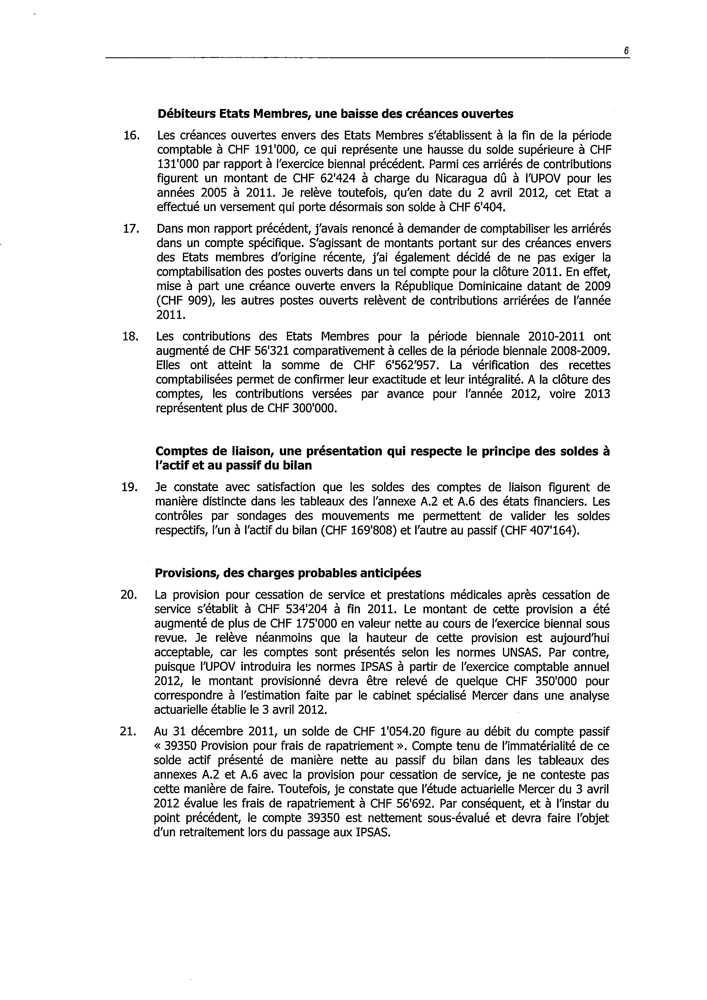 6
Débiteurs Etats Membres, une baisse des créances ouvertes
16. Les créances ouvertes envers des Etats Membres s'établissent à la fin de la période
comptable à CHF 191'000, ce qui représente une hausse du solde supérieure à CHF
131'000 par rapport à l'exercice biennal précédent. Parmi ces arriérés de contributions
figurent un montant de CHF 62'424 à charge du Nicaragua dû à l'UPOV pour les
années 2005 à 2011. Je relève toutefois, qu'en date du 2 avril 2012, cet Etat a
effectué un versement qui porte désormais son solde à CHF 6'404.
17. Dans mon rapport précédent, j'avais renoncé à demander de comptabiliser les arriérés
dans un compte spécifique. S'agissant de montants portant sur des créances envers
des Etats membres d'origine récente, j'ai également décidé de ne pas exiger la
comptabilisation des postes ouverts dans un tel compte pour la clôture 2011. En effet,
mise à part une créance ouverte envers la République Dominicaine datant de 2009
(CHF 909), les autres postes ouverts relèvent de contributions arriérées de l'année
2011.
18. Les contributions des Etats Membres pour la période biennale 2010-2011 ont
augmenté de CHF 56'321 comparativement à celles de la période biennale 2008-2009.
Elles ont atteint la somme de CHF 6'562'957. La vérification des recettes
comptabilisées permet de confirmer leur exactitude et leur intégralité. A la clôture des
comptes, les contributions versées par avance pour l'année 2012, voire 2013
représentent plus de CHF 300'000.
Comptes de liaison, une présentation qui respecte le principe des soldes à
l'actif et au passif du bilan
19. Je constate avec satisfaction que les soldes des comptes de liaison figurent de
manière distincte dans les tableaux des l'annexe A.2 et A.6 des états financiers. Les
contrôles par sondages des mouvements me permettent de valider les soldes
respectifs, l'un à l'actif du bilan (CHF 169'808) et l'autre au passif (CHF 407'164).
Provisions, des charges probables anticipées
20. La provision pour cessation de service et prestations médicales après cessation de
service s'établit à CHF 534'204 à fin 2011. Le montant de cette provision a été
augmenté de plus de CHF 175'000 en valeur nette au cours de l'exercice biennal sous
revue. Je relève néanmoins que la hauteur de cette provision est aujourd'hui
acceptable, car les comptes sont présentés selon les normes UNSAS. Par contre,
puisque l'UPOV introduira les normes IPSAS à partir de l'exercice comptable annuel
2012, le montant provisionné devra être relevé de quelque CHF 350'000 pour
correspondre à l'estimation faite par le cabinet spécialisé Mercer dans une analyse
actuarielle établie le 3 avril 2012.
21. Au 31 décembre 2011, un solde de CHF 1'054.20 figure au débit du compte passif
« 39350 Provision pour frais de rapatriement ». Compte tenu de l'immatérialité de ce
solde actif présenté de manière nette au passif du bilan dans les tableaux des
annexes A.2 et A.6 avec la provision pour cessation de service, je ne conteste pas
cette manière de faire. Toutefois, je constate que l'étude actuarielle Mercer du 3 avril
2012 évalue les frais de rapatriement à CHF 56'692. Par conséquent, et à l'instar du
point précédent, le compte 39350 est nettement sous-évalué et devra faire l'objet
d'un retraitement lors du passage aux IPSAS.